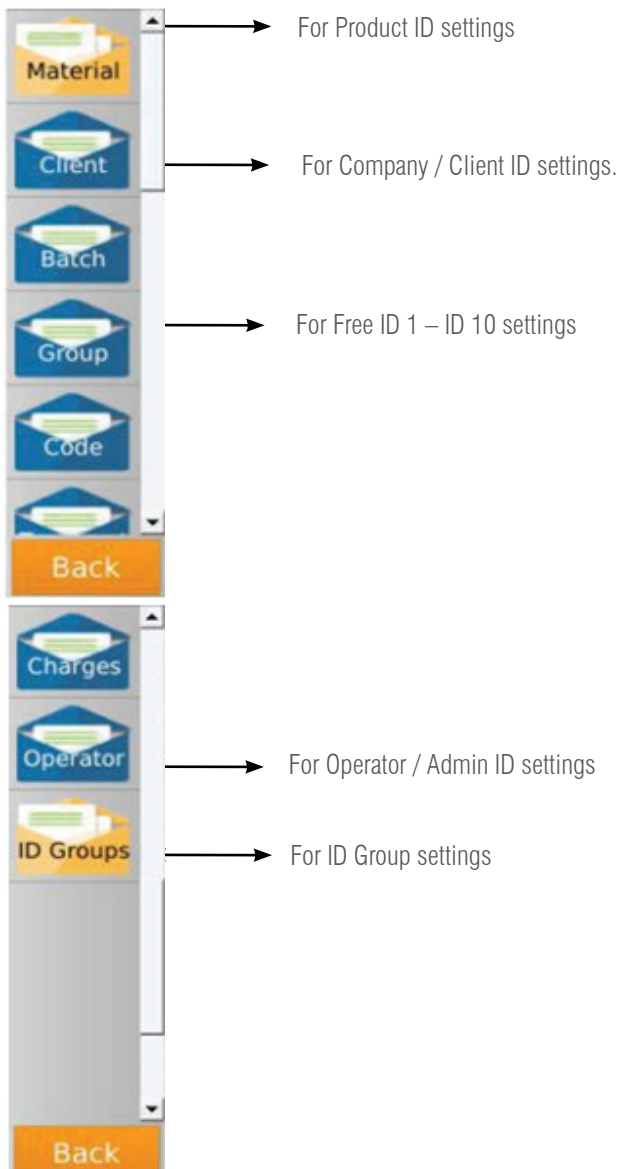 Material
For Product ID settings
Client
For Company / Client ID settings.
Batch
Group
For Free ID 1 – ID 10 settings
Code
Back
Charges
Operator
For Operator / Admin ID settings
ID Groups
For ID Group settings
Back